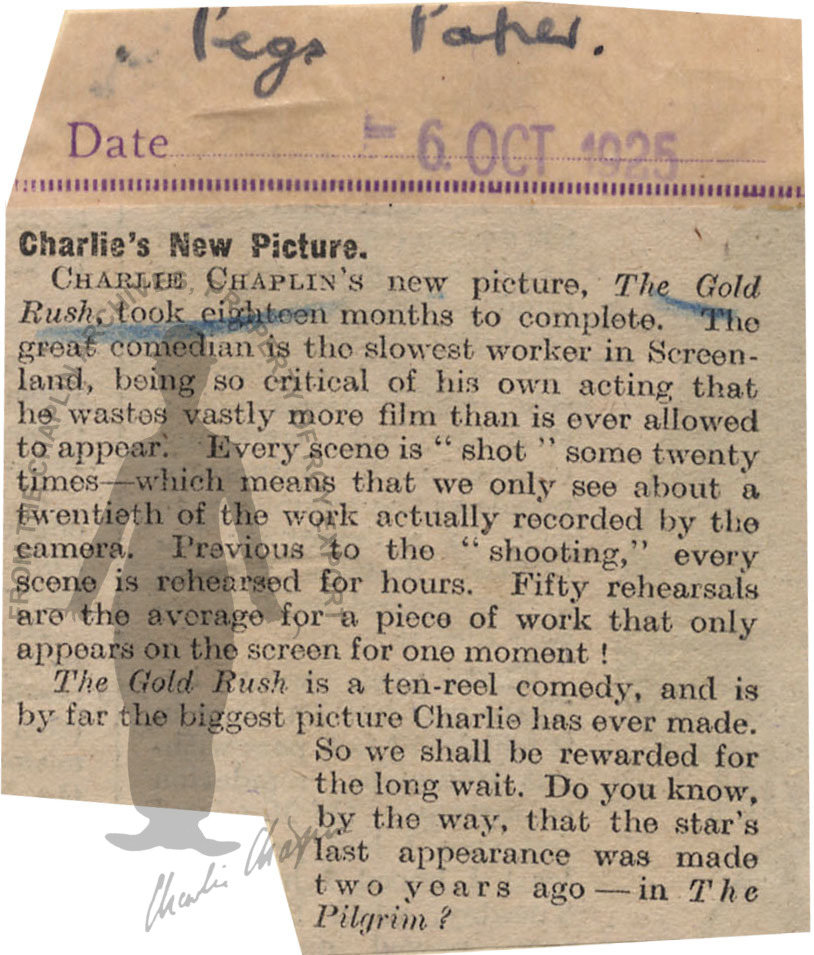 Pegs Paper.
Date 6. OCT 1925
Charlie's New Picture.
CHARLIE CHAPLIN'S new picture, The Gold
Rush, took eighteen months to complete. The
great comedian is the slowest worker in Screen-
land, being so critical of his own acting that
he wastes vastly more film than is ever allowed
to appear. Every scene is " shot " some twenty
times—which means that we only see about a
twentieth of the work actually recorded by the
camera. Previous to the " shooting," every
scene is rehearsed for hours. Fifty rehearsals
are the average for a piece of work that only
appears on the screen for one moment !
The Gold Rush is a ten-reel comedy, and is
by far the biggest picture Charlie has ever made.
So we shall be rewarded for
the long wait. Do you know,
by the way, that the star's
last appearance was made
two years ago — in The
Pilgrim ?
Charlie Chaplin
FROM THE CHAPLIN ARCHIVES, PROPERTY